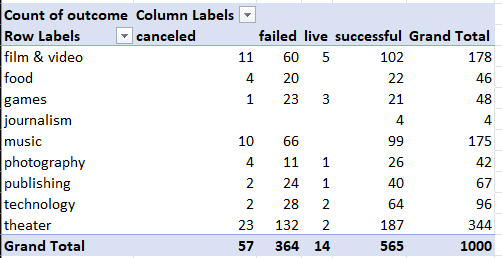 Count of outcome Column Labels
Row Labels canceled failed live successful Grand Total
film & video 11 60 5 102 178
food 4 20 22 46
games 1 23 3 21 48
journalism 4 4
music 10 66 99 175
photography 4 11 1 26 42
publishing 2 24 1 40 67
technology 2 28 2 64 96
theater 23 132 2 187 344
Grand Total 57 364 14 565 1000